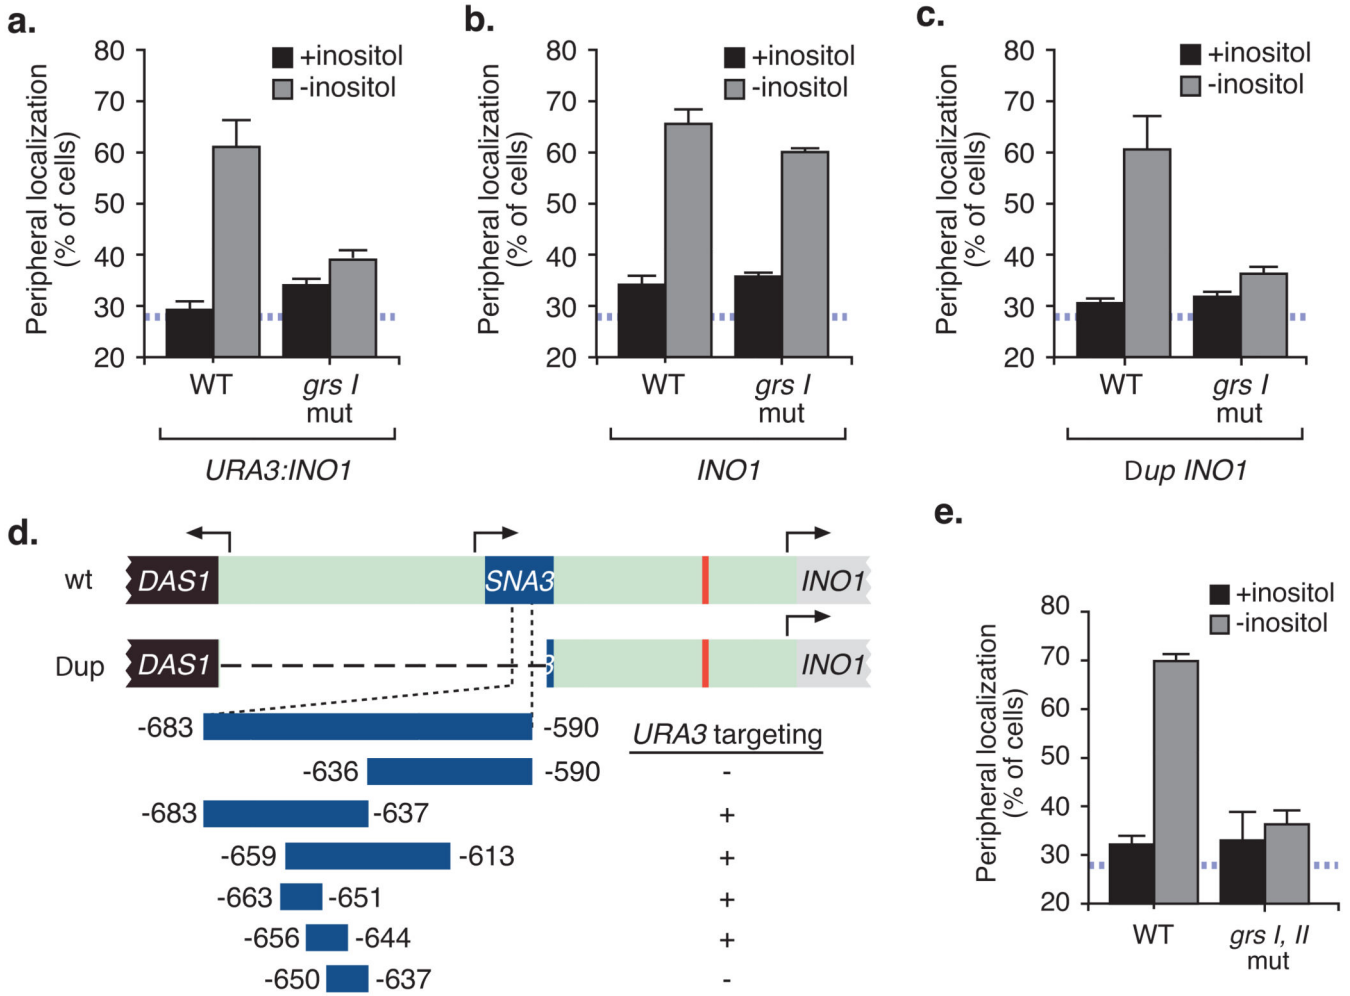 a.
80
70
60
50
40
30
20
Peripheral localization
(% of cells)
+inositol
-inositol
WT
grs I
mut
URA3:INO1
b.
80
70
60
50
40
30
20
Peripheral localization
(% of cells)
+inositol
-inositol
WT
grs I
mut
INO1
c.
80
70
60
50
40
30
20
Peripheral localization
(% of cells)
+inositol
-inositol
WT
grs I
mut
Dup INO1
d.
wt DAS1 SNA3 INO1
Dup DAS1 3 INO1
-683 -590 URA3 targeting
-636 -590 -
-683 -637 +
-659 -613 +
-663 -651 +
-656 -644 +
-650 -637 -
e.
80
70
60
50
40
30
20
Peripheral localization
(% of cells)
+inositol
-inositol
WT
grs I, II
mut